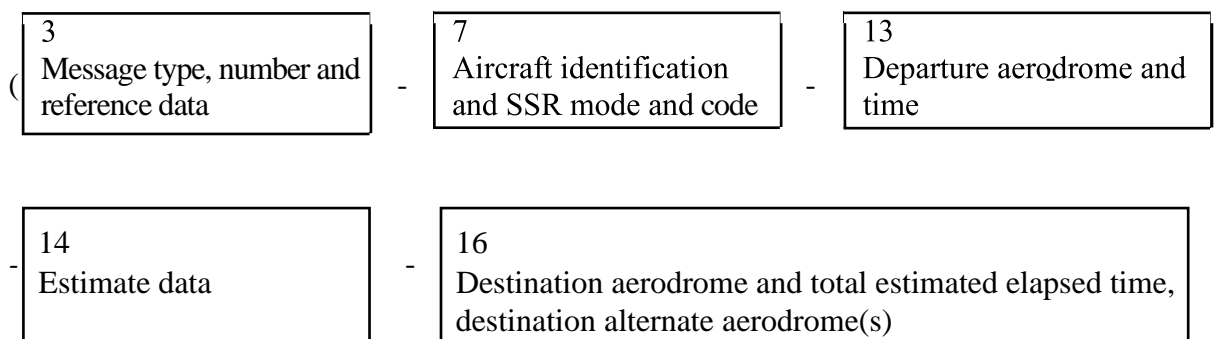 3
Message type, number and
reference data
(
-
7
Aircraft identification
and SSR mode and code
-
13
Departure aerodrome and
time
-
14
Estimate data
-
16
Destination aerodrome and total estimated elapsed time,
destination alternate aerodrome(s)